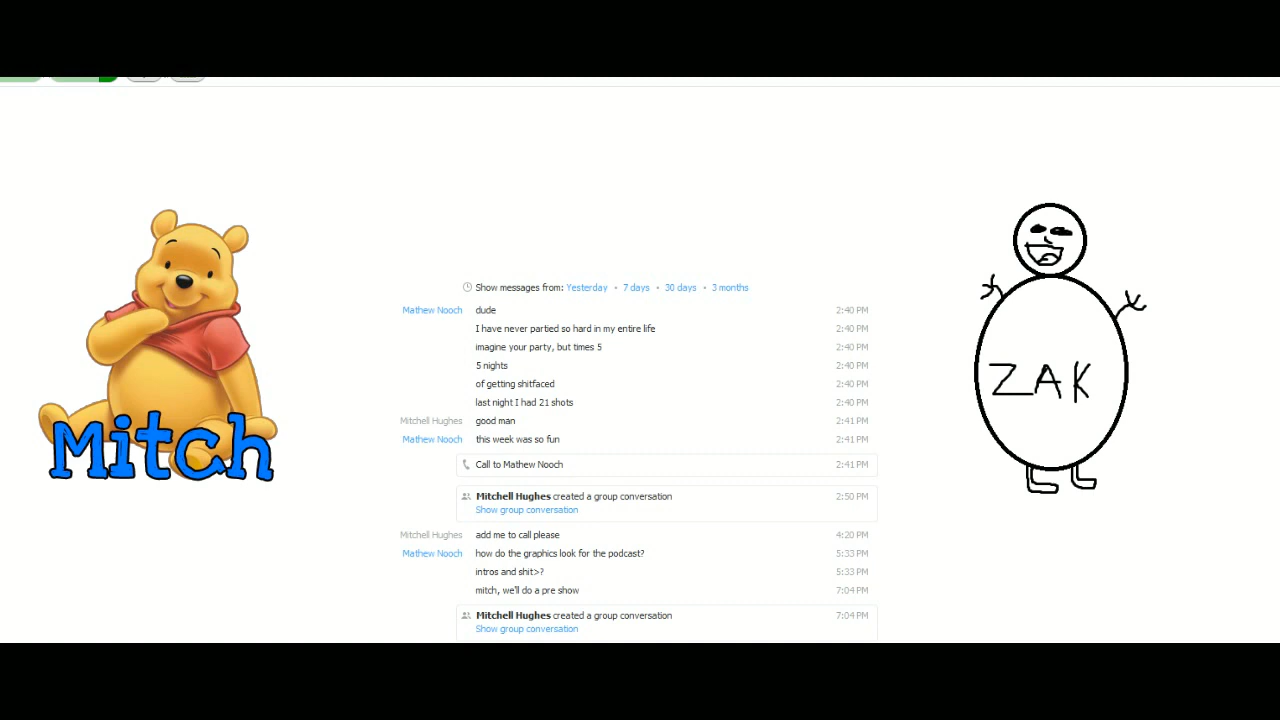 Show messages from: Yesterday • 7 days • 30 days • 3 months
Mathew Nooch dude 2:40 PM
I have never partied so hard in my entire life 2:40 PM
imagine your party, but times 5 2:40 PM
5 nights 2:40 PM
of getting shitfaced 2:40 PM
last night I had 21 shots 2:40 PM
Mitchell Hughes good man 2:41 PM
Mathew Nooch this week was so fun 2:41 PM
Call to Mathew Nooch 2:41 PM
Mitchell Hughes created a group conversation 2:50 PM
Show group conversation
Mitchell Hughes add me to call please 4:20 PM
Mathew Nooch how do the graphics look for the podcast? 5:33 PM
intros and shit>? 5:33 PM
mitch, we'll do a pre show 7:04 PM
Mitchell Hughes created a group conversation 7:04 PM
Show group conversation
Mitch
ZAK